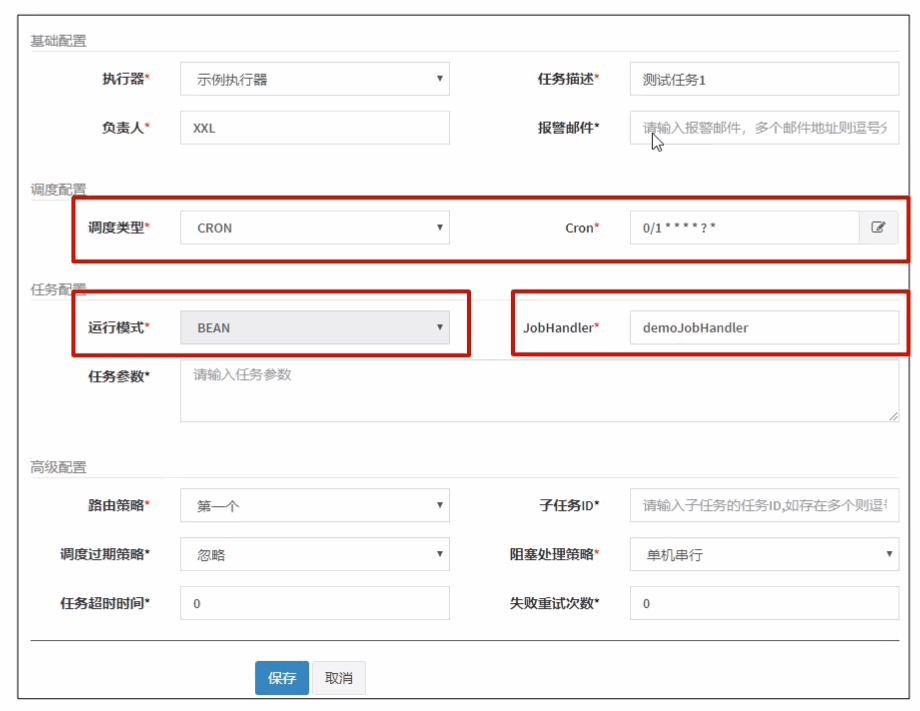 基础配置
执行器* 示例执行器 任务描述* 测试任务1
负责人* XXL 报警邮件* 请输入报警邮件，多个邮件地址则逗号分
调度配置
调度类型* CRON Cron* 0/1 * * * * ? *
任务配置
运行模式* BEAN JobHandler* demoJobHandler
任务参数* 请输入任务参数
高级配置
路由策略* 第一个 子任务ID* 请输入子任务的任务ID,如存在多个则逗
调度过期策略* 忽略 阻塞处理策略* 单机串行
任务超时时间* 0 失败重试次数* 0
保存 取消